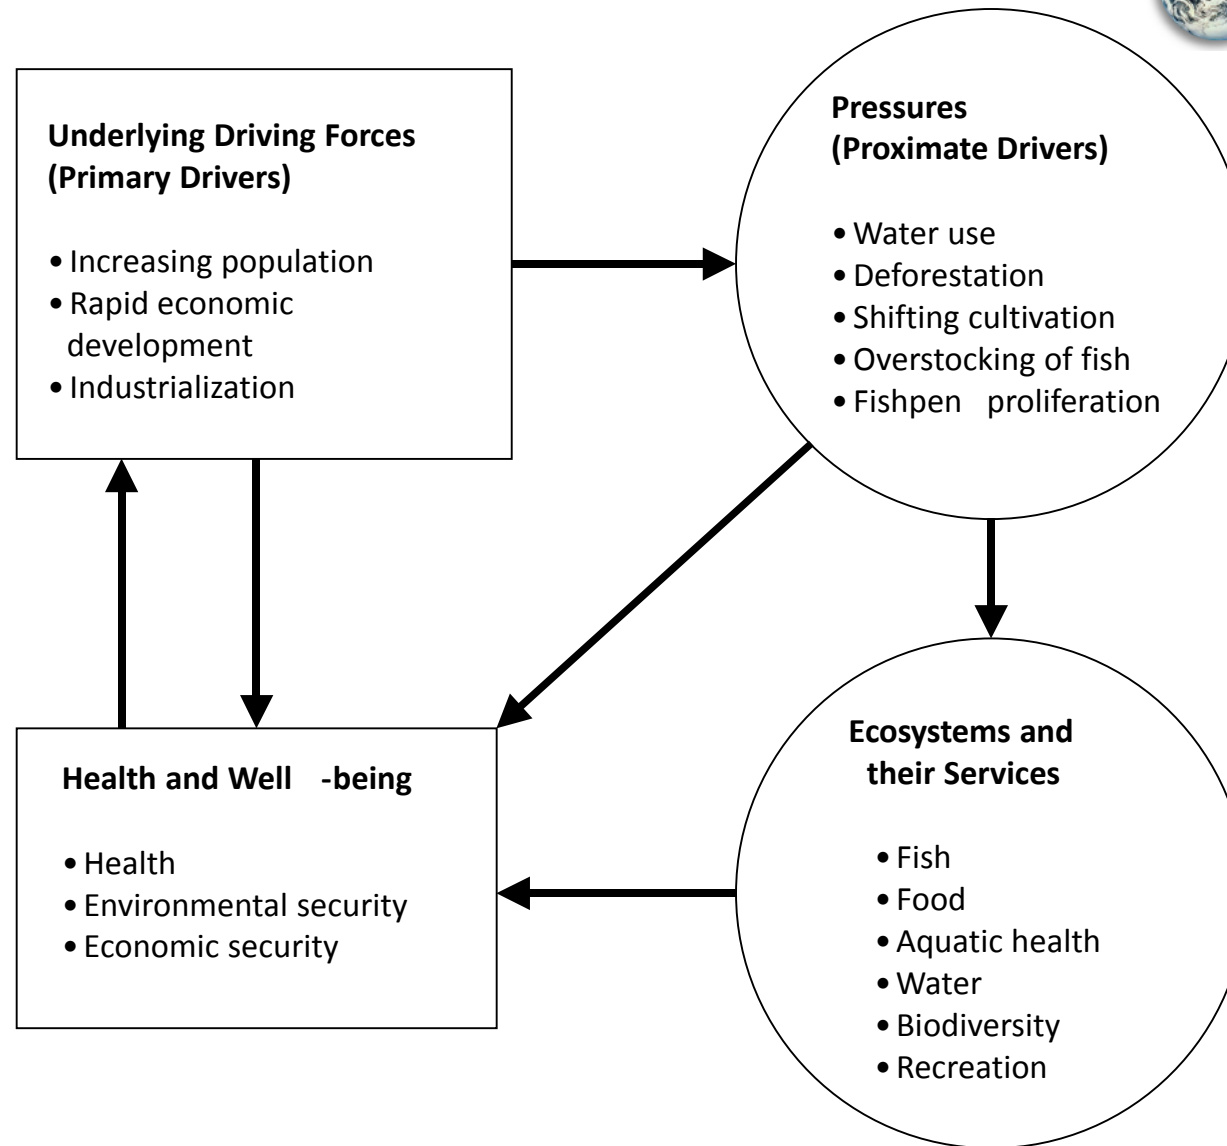 Underlying Driving Forces
(Primary Drivers)
• Increasing population
• Rapid economic
development
• Industrialization
Pressures
(Proximate Drivers)
• Water use
• Deforestation
• Shifting cultivation
• Overstocking of fish
• Fishpen proliferation
Health and Well -being
• Health
• Environmental security
• Economic security
Ecosystems and
their Services
• Fish
• Food
• Aquatic health
• Water
• Biodiversity
• Recreation